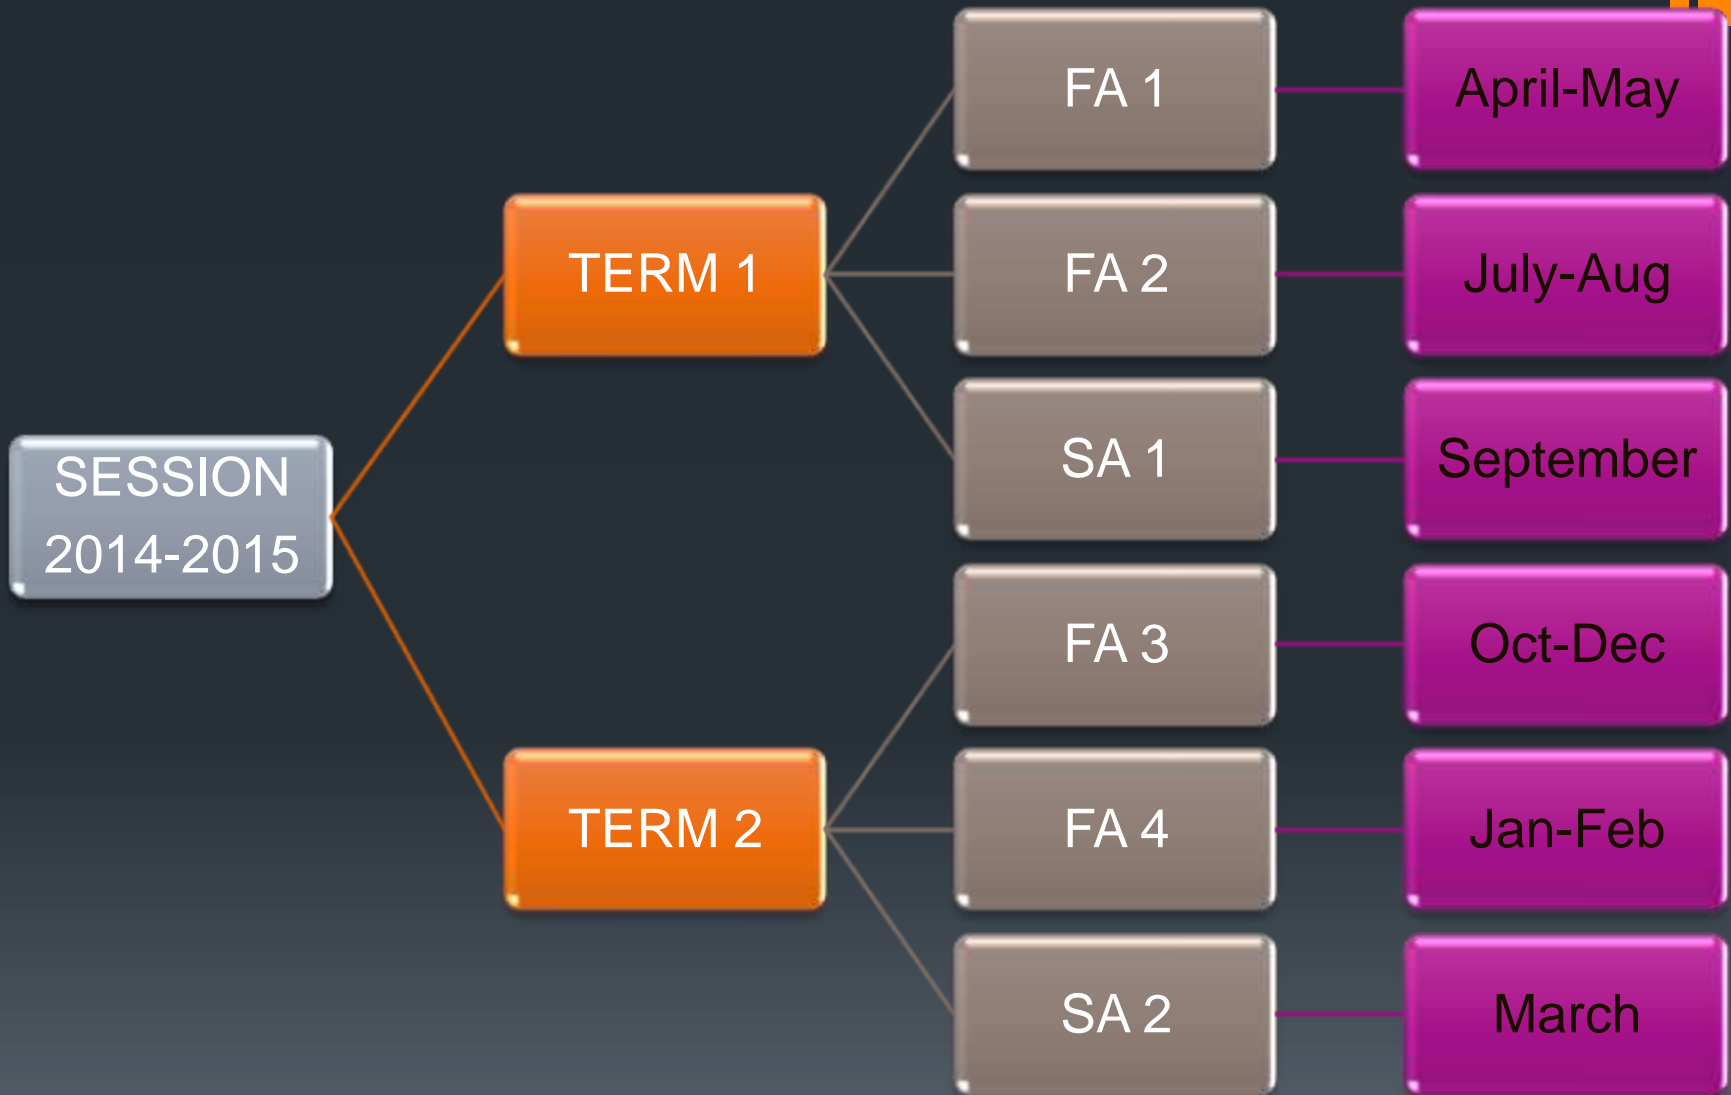 SESSION
2014-2015
TERM 1
FA 1
April-May
FA 2
July-Aug
SA 1
September
TERM 2
FA 3
Oct-Dec
FA 4
Jan-Feb
SA 2
March